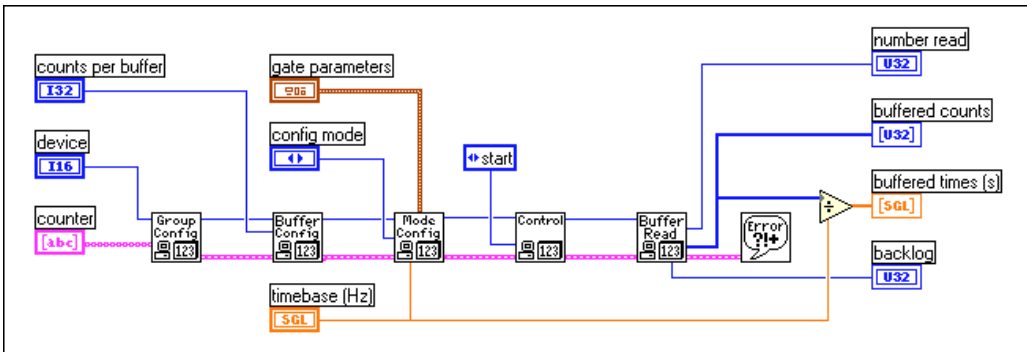 number read
U32
counts per buffer
I32
gate parameters
buffered counts
[U32]
device
I16
config mode
start
buffered times (s)
[SGL]
counter
[abc]
Group
Config
123
Buffer
Config
123
Mode
Config
123
Control
123
Buffer
Read
123
Error
?!+
÷
backlog
U32
timebase (Hz)
SGL